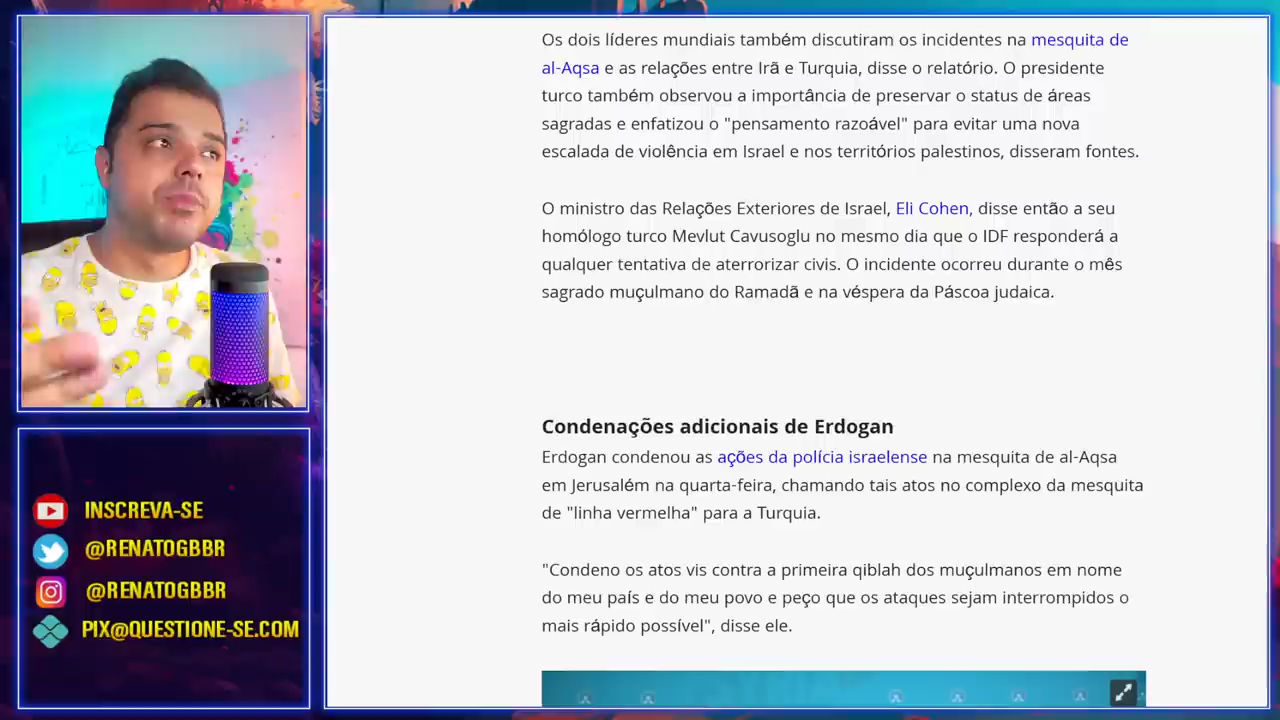 Os dois líderes mundiais também discutiram os incidentes na mesquita de
al-Aqsa e as relações entre Irã e Turquia, disse o relatório. O presidente
turco também observou a importância de preservar o status de áreas
sagradas e enfatizou o "pensamento razoável" para evitar uma nova
escalada de violência em Israel e nos territórios palestinos, disseram fontes.
O ministro das Relações Exteriores de Israel, Eli Cohen, disse então a seu
homólogo turco Mevlut Cavusoglu no mesmo dia que o IDF responderá a
qualquer tentativa de aterrorizar civis. O incidente ocorreu durante o mês
sagrado muçulmano do Ramadã e na véspera da Páscoa judaica.
Condenações adicionais de Erdogan
Erdogan condenou as ações da polícia israelense na mesquita de al-Aqsa
em Jerusalém na quarta-feira, chamando tais atos no complexo da mesquita
de "linha vermelha" para a Turquia.
"Condeno os atos vis contra a primeira qiblah dos muçulmanos em nome
do meu país e do meu povo e peço que os ataques sejam interrompidos o
mais rápido possível", disse ele.
INSCREVA-SE
@RENATOGBBR
@RENATOGBBR
PIX@QUESTIONE-SE.COM